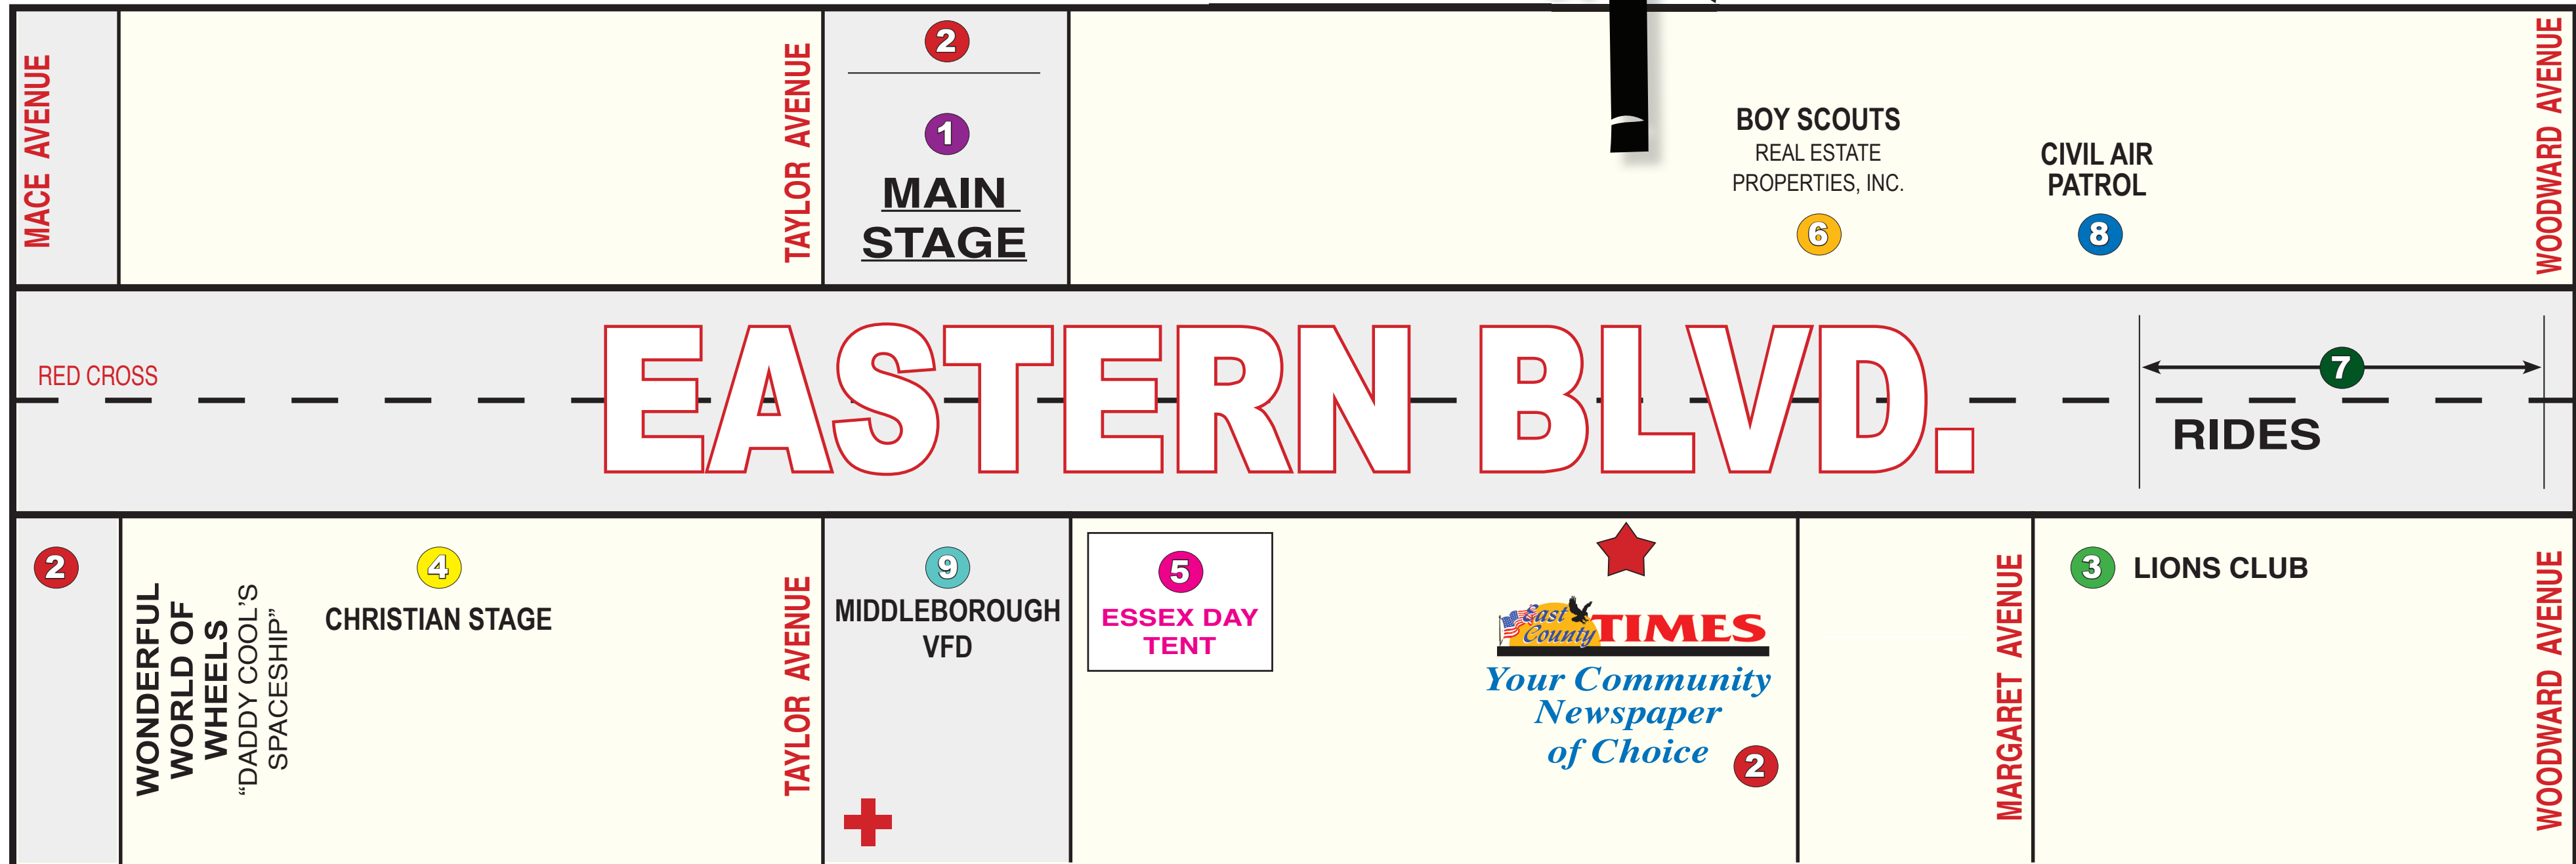 MACE AVENUE
TAYLOR AVENUE
2
1
MAIN
STAGE
BOY SCOUTS
REAL ESTATE
PROPERTIES, INC.
6
CIVIL AIR
PATROL
8
WOODWARD AVENUE
RED CROSS
EASTERN BLVD.
7
RIDES
2
WONDERFUL
WORLD OF
WHEELS
“DADDY COOL’S
SPACESHIP”
4
CHRISTIAN STAGE
TAYLOR AVENUE
9
MIDDLEBOROUGH
VFD
5
ESSEX DAY
TENT
East
County
TIMES
Your Community
Newspaper
of Choice
2
MARGARET AVENUE
3 LIONS CLUB
WOODWARD AVENUE